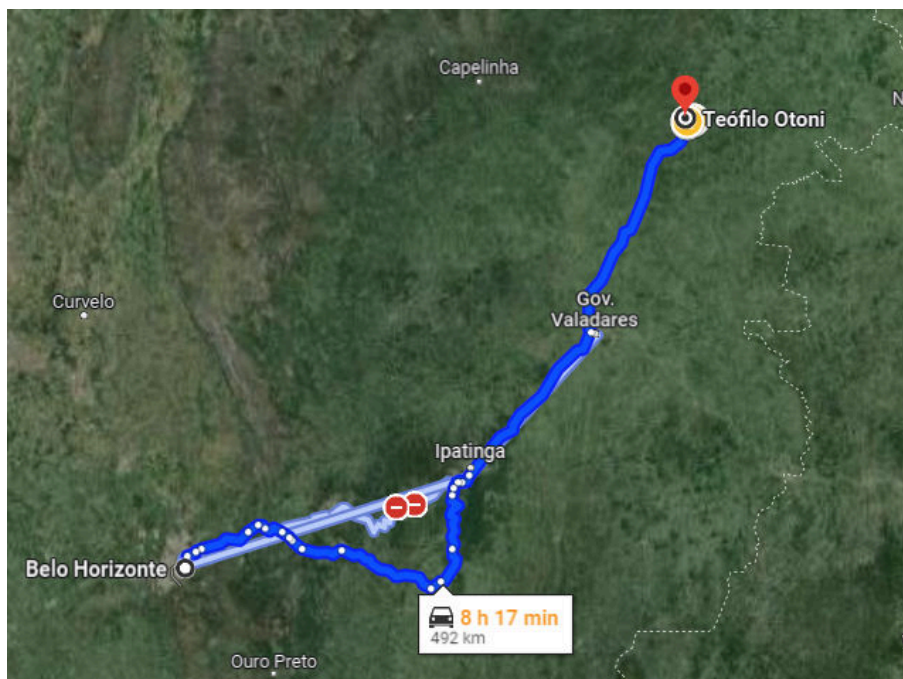 Capelinha
N
Teófilo Otoni
Curvelo
Gov.
Valadares
Ipatinga
Belo Horizonte
8 h 17 min
492 km
Ouro Preto